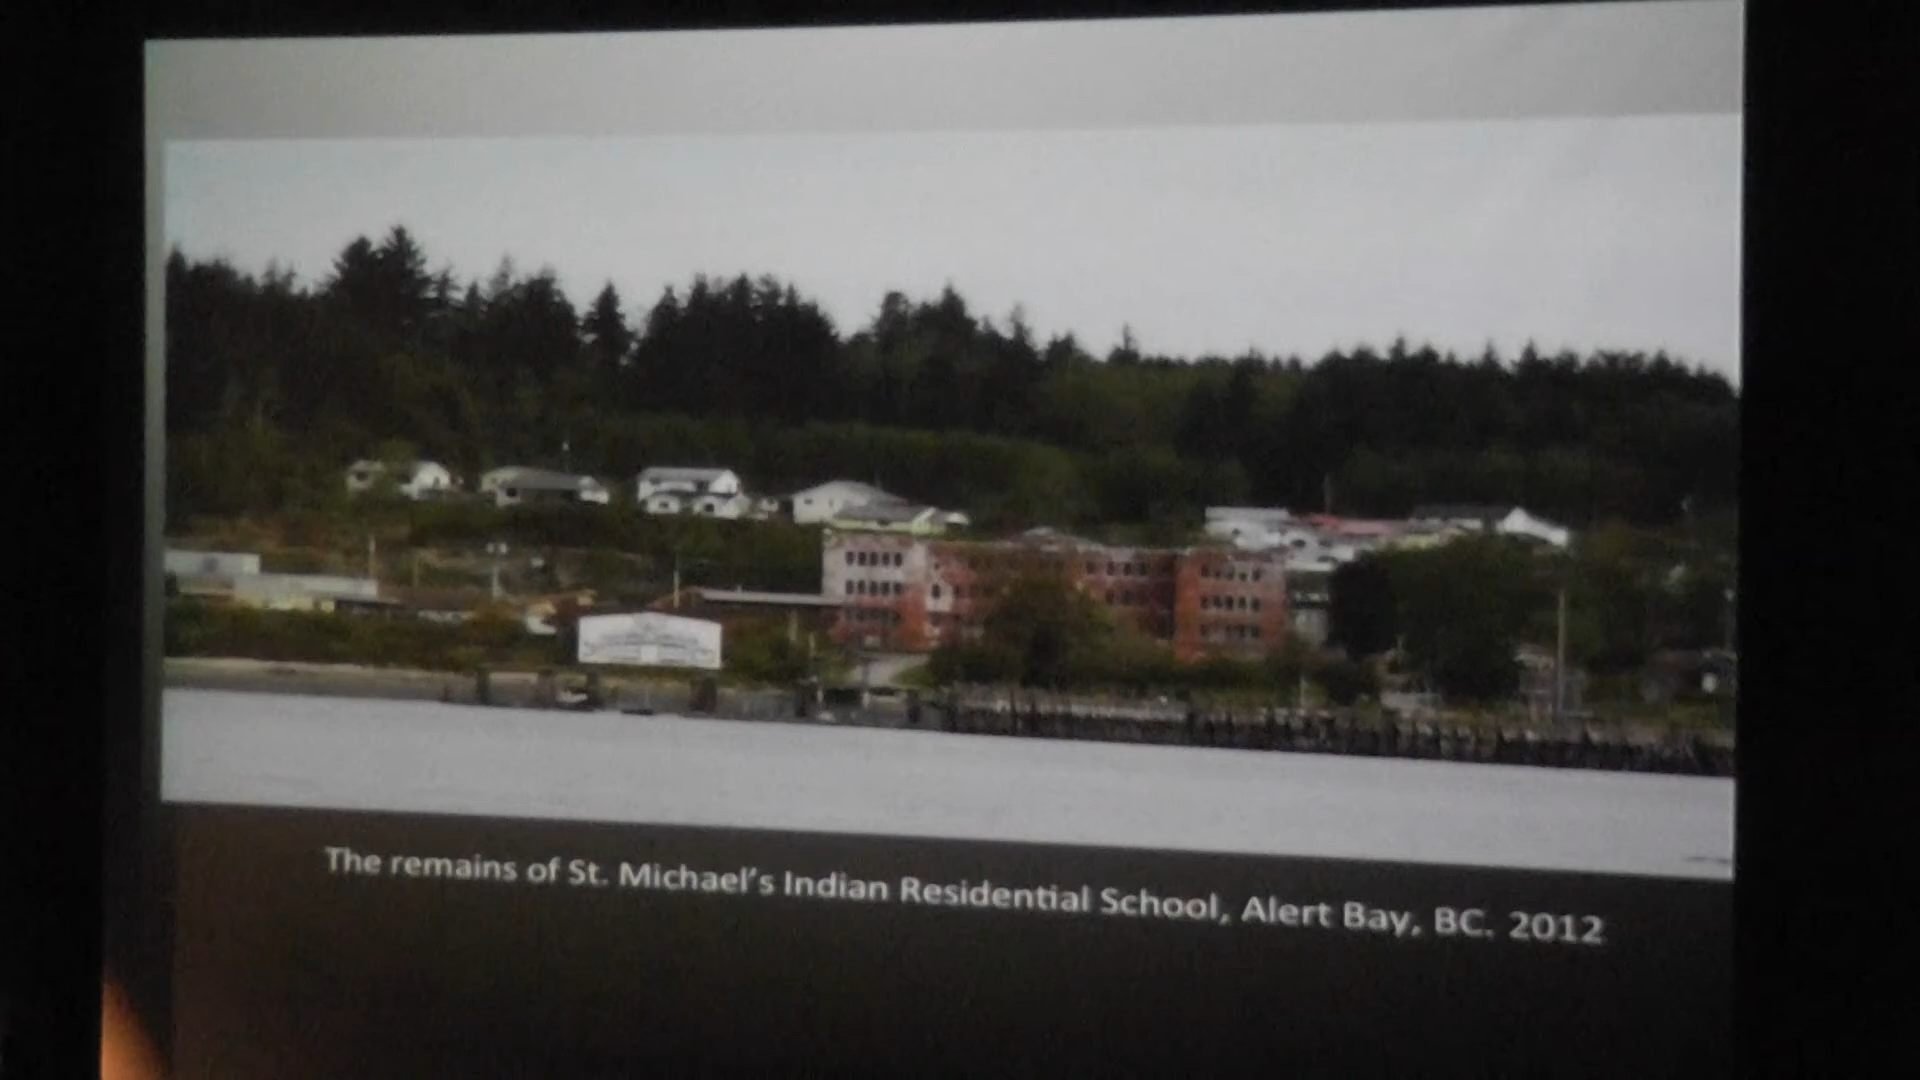 The remains of St. Michael's Indian Residential School, Alert Bay, BC. 2012